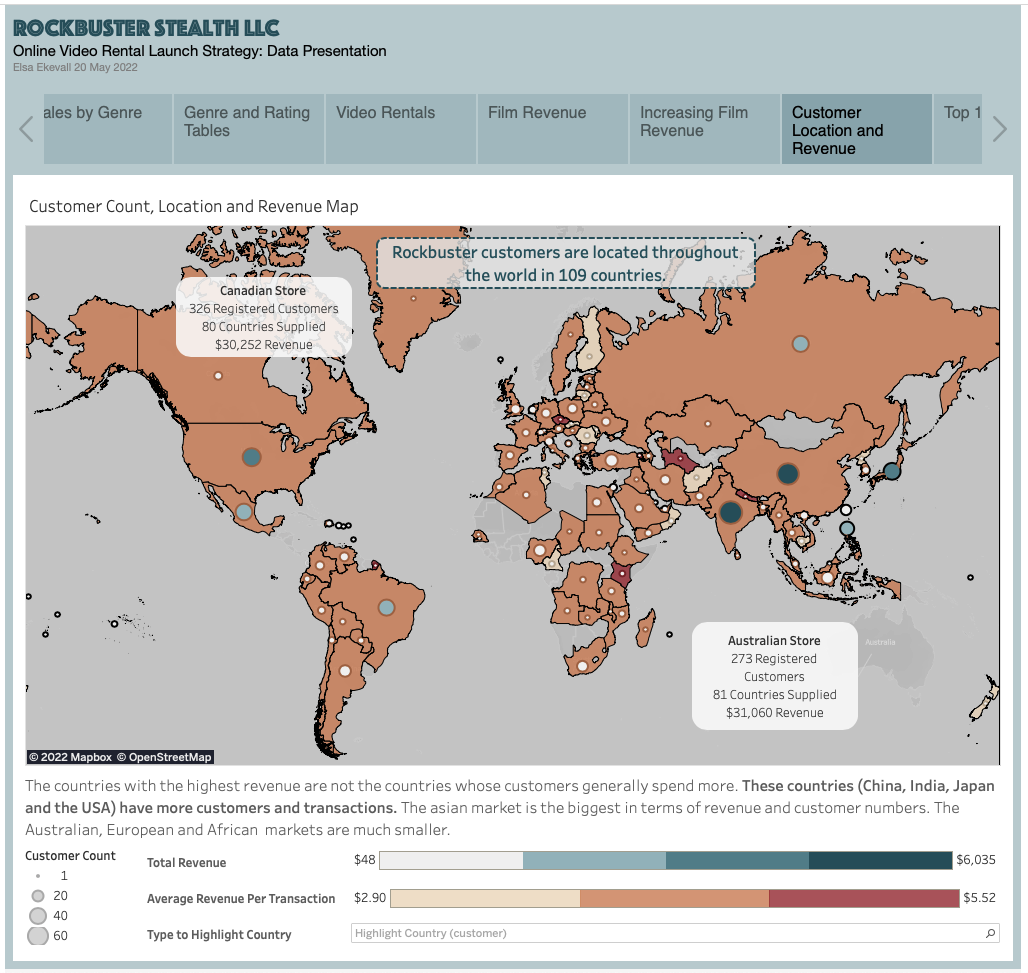 ROCKBUSTER STEALTH LLC
Online Video Rental Launch Strategy: Data Presentation
Elsa Ekevall 20 May 2022
ales by Genre
Genre and Rating
Tables
Video Rentals
Film Revenue
Increasing Film
Revenue
Customer
Location and
Revenue
Top 1
Customer Count, Location and Revenue Map
Rockbuster customers are located throughout
the world in 109 countries.
Canadian Store
326 Registered Customers
80 Countries Supplied
$30,252 Revenue
Australian Store
273 Registered
Customers
81 Countries Supplied
$31,060 Revenue
Australia
© 2022 Mapbox © OpenStreetMap
The countries with the highest revenue are not the countries whose customers generally spend more. These countries (China, India, Japan
and the USA) have more customers and transactions. The asian market is the biggest in terms of revenue and customer numbers. The
Australian, European and African markets are much smaller.
Customer Count
1
20
40
60
Total Revenue
$48
$6,035
Average Revenue Per Transaction
$2.90
$5.52
Type to Highlight Country
Highlight Country (customer)